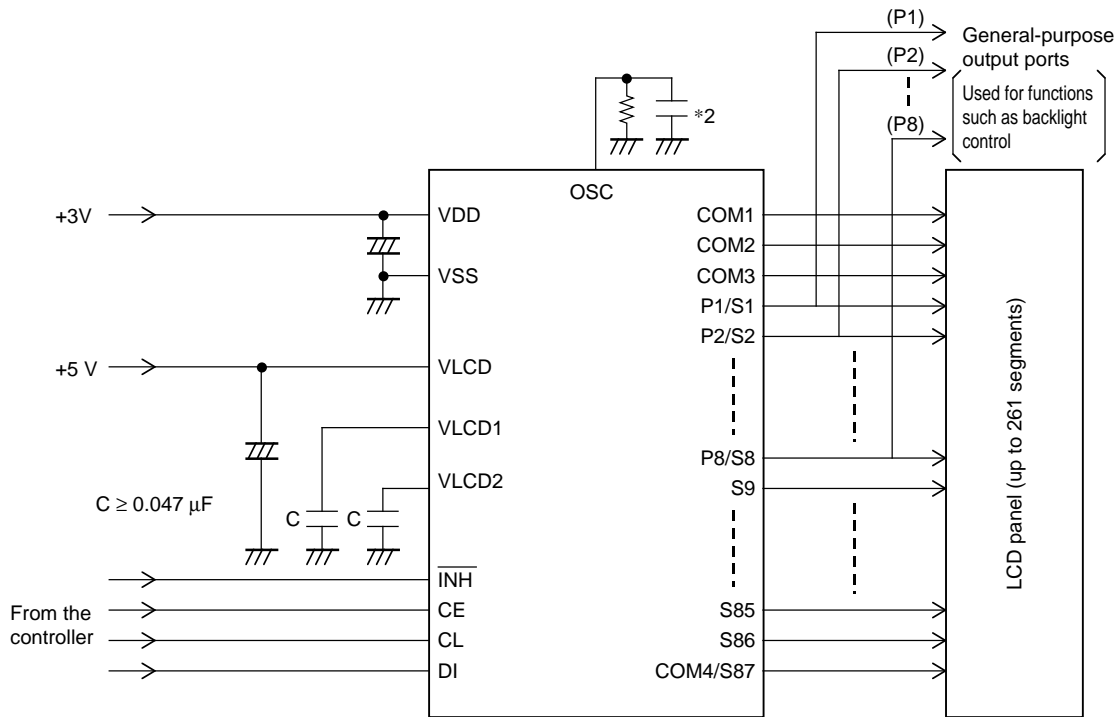 (P1)
General-purpose
output ports
(P2)
Used for functions
such as backlight
control
(P8)
*2
OSC
+3V
VDD
COM1
COM2
VSS
COM3
P1/S1
P2/S2
+5 V
VLCD
VLCD1
P8/S8
VLCD2
S9
C ≥ 0.047 μF
C
C
LCD panel (up to 261 segments)
INH
From the
controller
CE
S85
CL
S86
DI
COM4/S87